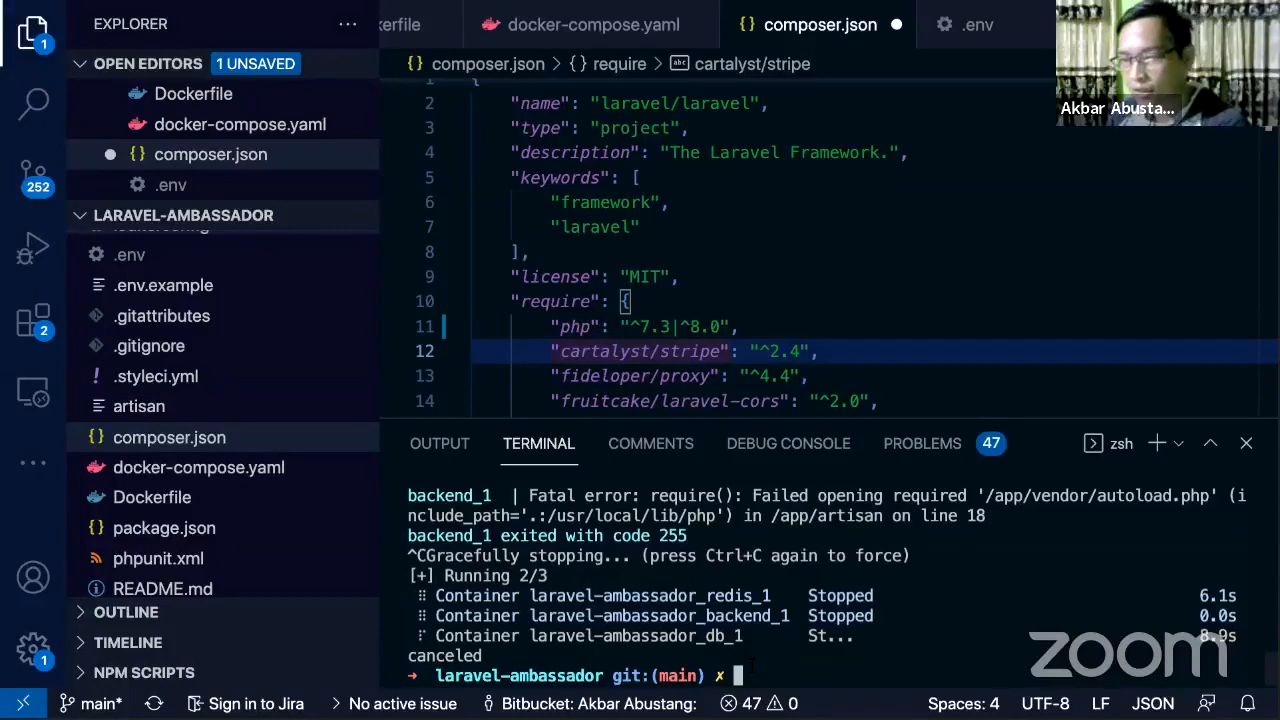 EXPLORER
OPEN EDITORS
1 UNSAVED
Dockerfile
docker-compose.yaml
composer.json
.env
LARAVEL-AMBASSADOR
.env
.env.example
.gitattributes
.gitignore
.styleci.yml
artisan
composer.json
docker-compose.yaml
Dockerfile
package.json
phpunit.xml
README.md
OUTLINE
TIMELINE
NPM SCRIPTS
1
252
2
1
kerfile
docker-compose.yaml
composer.json
.env
composer.json > {} require > cartalyst/stripe
1 {
2 "name": "laravel/laravel",
3 "type": "project",
4 "description": "The Laravel Framework.",
5 "keywords": [
6 "framework",
7 "laravel"
8 ],
9 "license": "MIT",
10 "require": {
11 "php": "^7.3|^8.0",
12 "cartalyst/stripe": "^2.4",
13 "fideloper/proxy": "^4.4",
14 "fruitcake/laravel-cors": "^2.0",
Akbar Abusta...
OUTPUT TERMINAL COMMENTS DEBUG CONSOLE PROBLEMS 47 zsh
backend_1 | Fatal error: require(): Failed opening required '/app/vendor/autoload.php' (i
nclude_path='.:/usr/local/lib/php') in /app/artisan on line 18
backend_1 exited with code 255
^CGracefully stopping... (press Ctrl+C again to force)
[+] Running 2/3
⠿ Container laravel-ambassador_redis_1 Stopped 6.1s
⠿ Container laravel-ambassador_backend_1 Stopped 0.0s
⠏ Container laravel-ambassador_db_1 St... 8.9s
canceled
➜ laravel-ambassador git:(main) ✗
zoom
main* Sign in to Jira No active issue Bitbucket: Akbar Abustang: 47 0 Spaces: 4 UTF-8 LF JSON